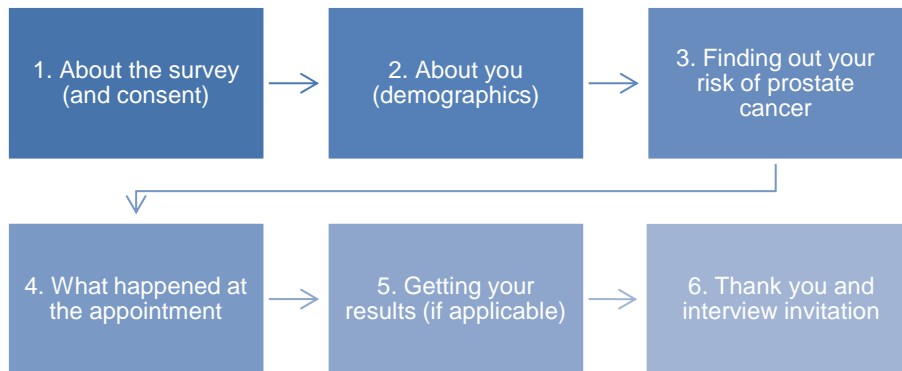 1. About the survey
(and consent)
2. About you
(demographics)
3. Finding out your
risk of prostate
cancer
4. What happened at
the appointment
5. Getting your
results (if applicable)
6. Thank you and
interview invitation